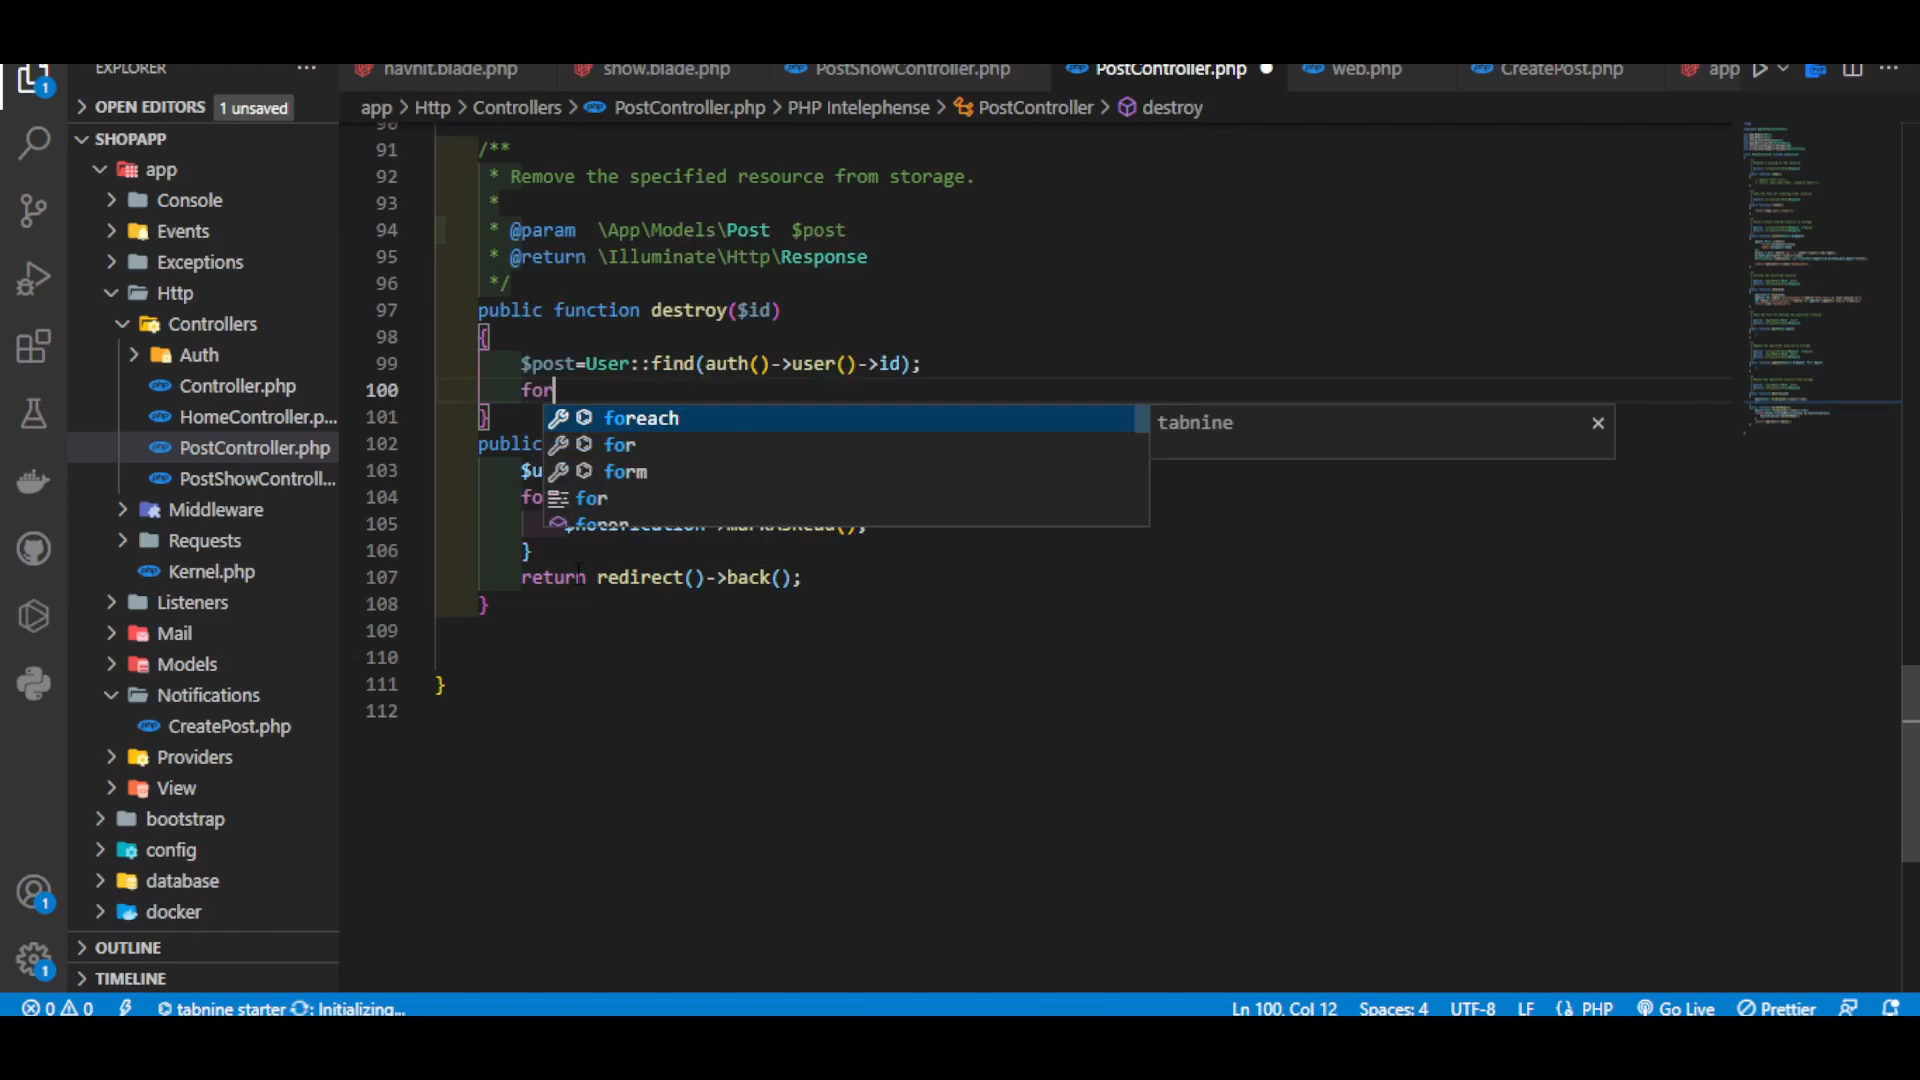 EXPLORER
navnit.blade.php
show.blade.php
PostShowController.php
PostController.php
web.php
CreatePost.php
app
OPEN EDITORS 1 unsaved
app > Http > Controllers > PostController.php > PHP Intelephense > PostController > destroy
SHOPAPP
app
Console
Events
Exceptions
Http
Controllers
Auth
Controller.php
HomeController.p...
PostController.php
PostShowControll...
Middleware
Requests
Kernel.php
Listeners
Mail
Models
Notifications
CreatePost.php
Providers
View
bootstrap
config
database
docker
OUTLINE
TIMELINE
90
91 /**
92 * Remove the specified resource from storage.
93 *
94 * @param \App\Models\Post $post
95 * @return \Illuminate\Http\Response
96 */
97 public function destroy($id)
98 {
99 $post=User::find(auth()->user()->id);
100 for
101 }
102 public
103 $u
104 fo
105 $notification->markAsRead();
106 }
107 return redirect()->back();
108 }
109
110
111 }
112
foreach
for
form
for
tabnine
0 0 tabnine starter : Initializing...
Ln 100, Col 12 Spaces: 4 UTF-8 LF PHP Go Live Prettier